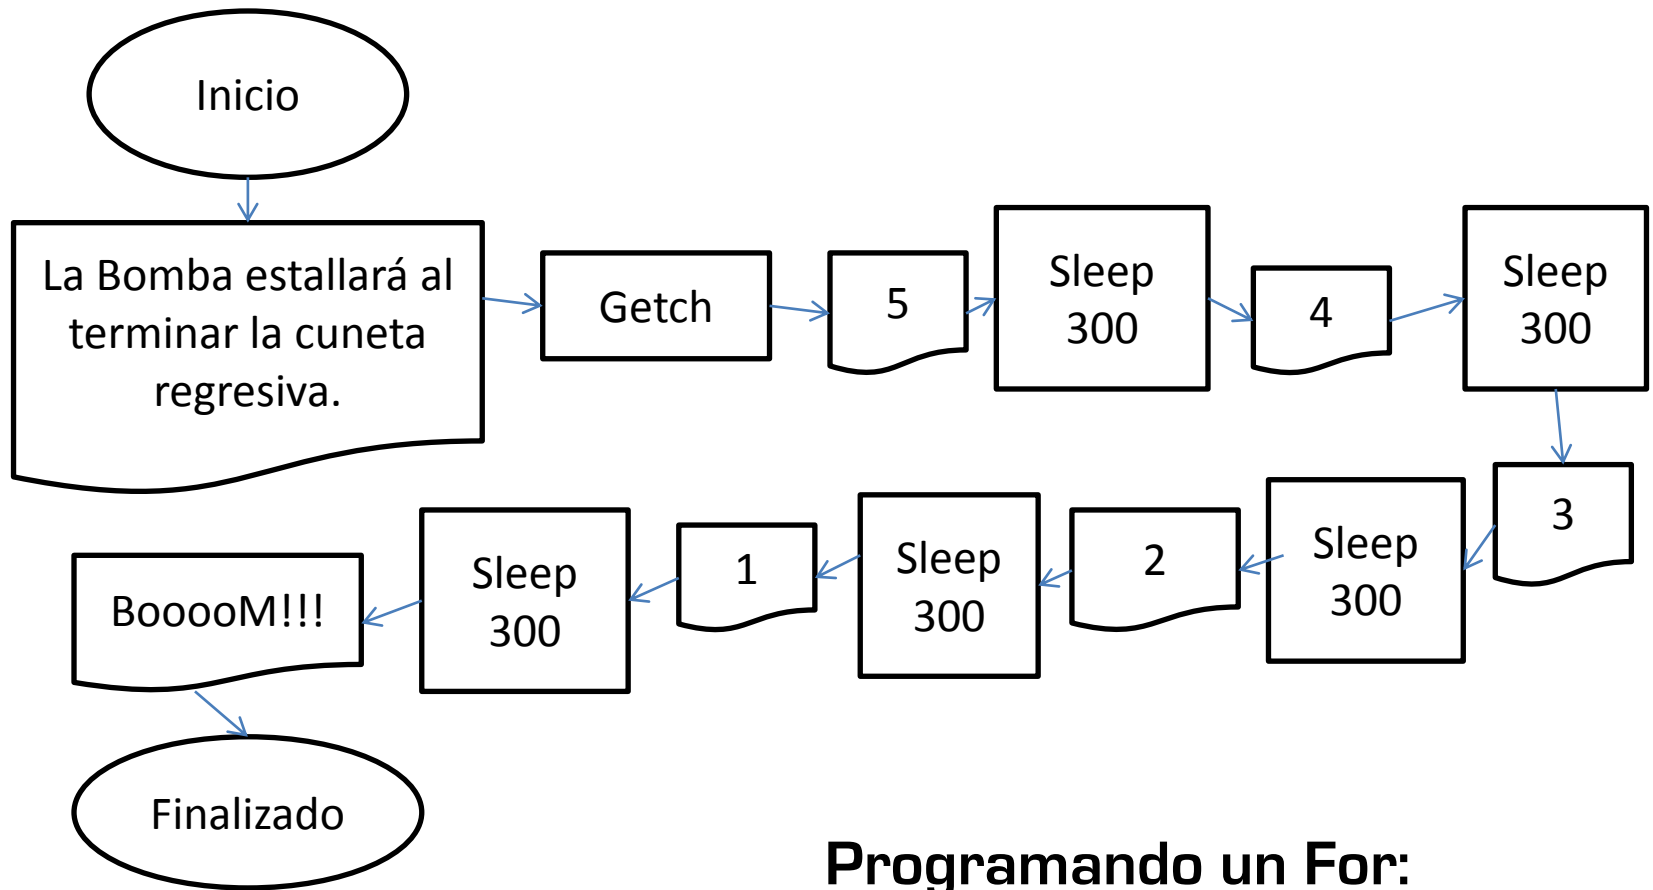 Inicio
La Bomba estallará al
terminar la cuneta
regresiva.
Getch
5
Sleep
300
4
Sleep
300
3
Sleep
300
2
Sleep
300
1
Sleep
300
BooooM!!!
Finalizado
Programando un For: